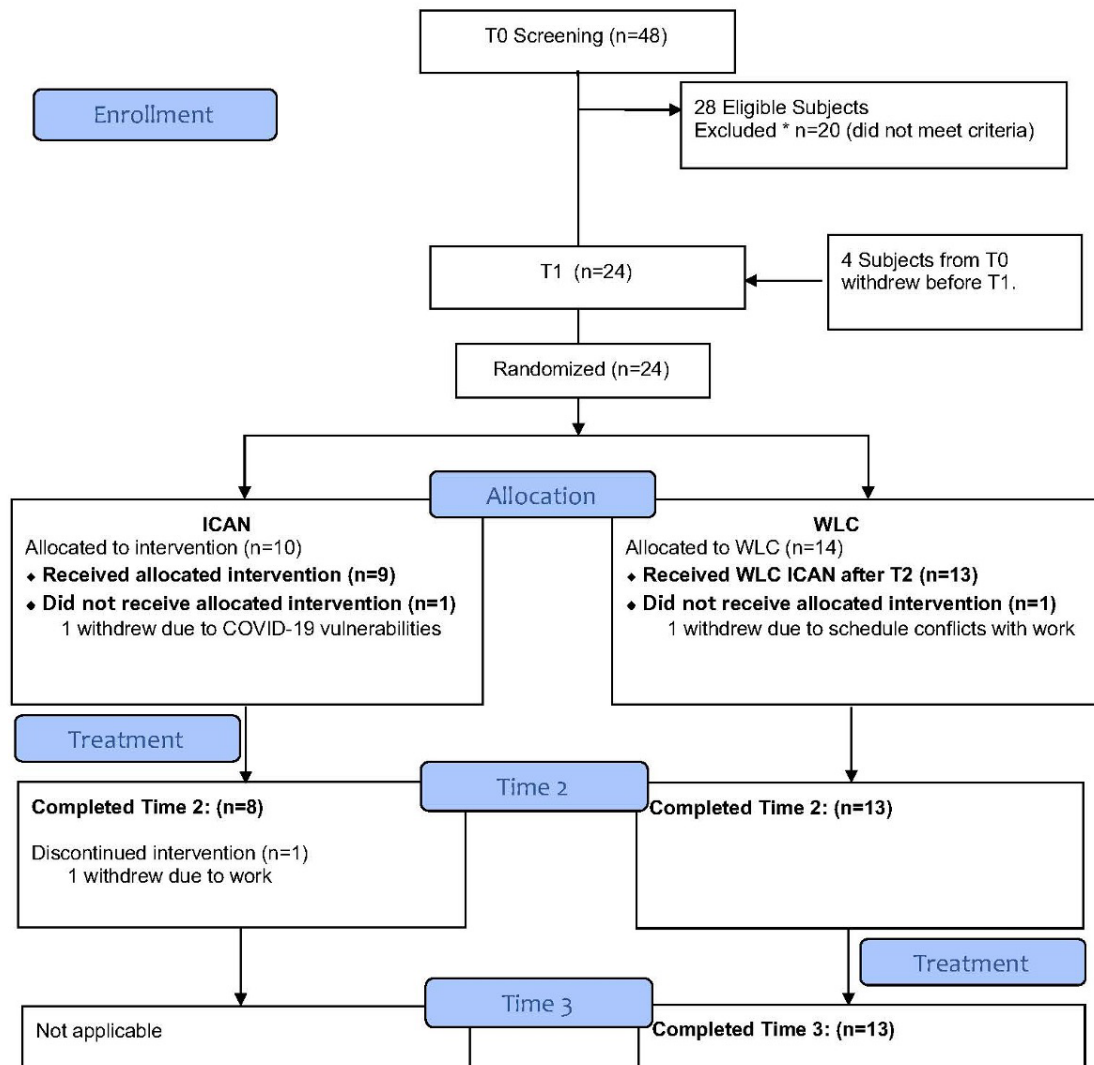 T0 Screening (n=48)
Enrollment
28 Eligible Subjects
Excluded * n=20 (did not meet criteria)
T1 (n=24)
4 Subjects from T0
withdrew before T1.
Randomized (n=24)
Allocation
ICAN
Allocated to intervention (n=10)
⬥ Received allocated intervention (n=9)
⬥ Did not receive allocated intervention (n=1)
1 withdrew due to COVID-19 vulnerabilities
WLC
Allocated to WLC (n=14)
⬥ Received WLC ICAN after T2 (n=13)
⬥ Did not receive allocated intervention (n=1)
1 withdrew due to schedule conflicts with work
Treatment
Time 2
Completed Time 2: (n=8)
Discontinued intervention (n=1)
1 withdrew due to work
Completed Time 2: (n=13)
Treatment
Time 3
Not applicable
Completed Time 3: (n=13)